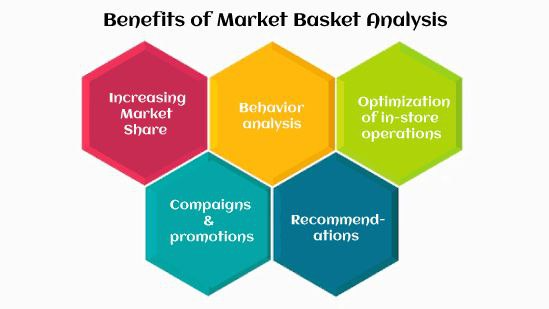 Benefits of Market Basket Analysis
Increasing
Market
Share
Behavior
analysis
Optimization
of in-store
operations
Compaigns
&
promotions
Recommend-
ations